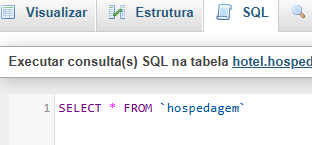 Visualizar Estrutura SQL
Executar consulta(s) SQL na tabela hotel.hosped
1 SELECT * FROM `hospedagem`